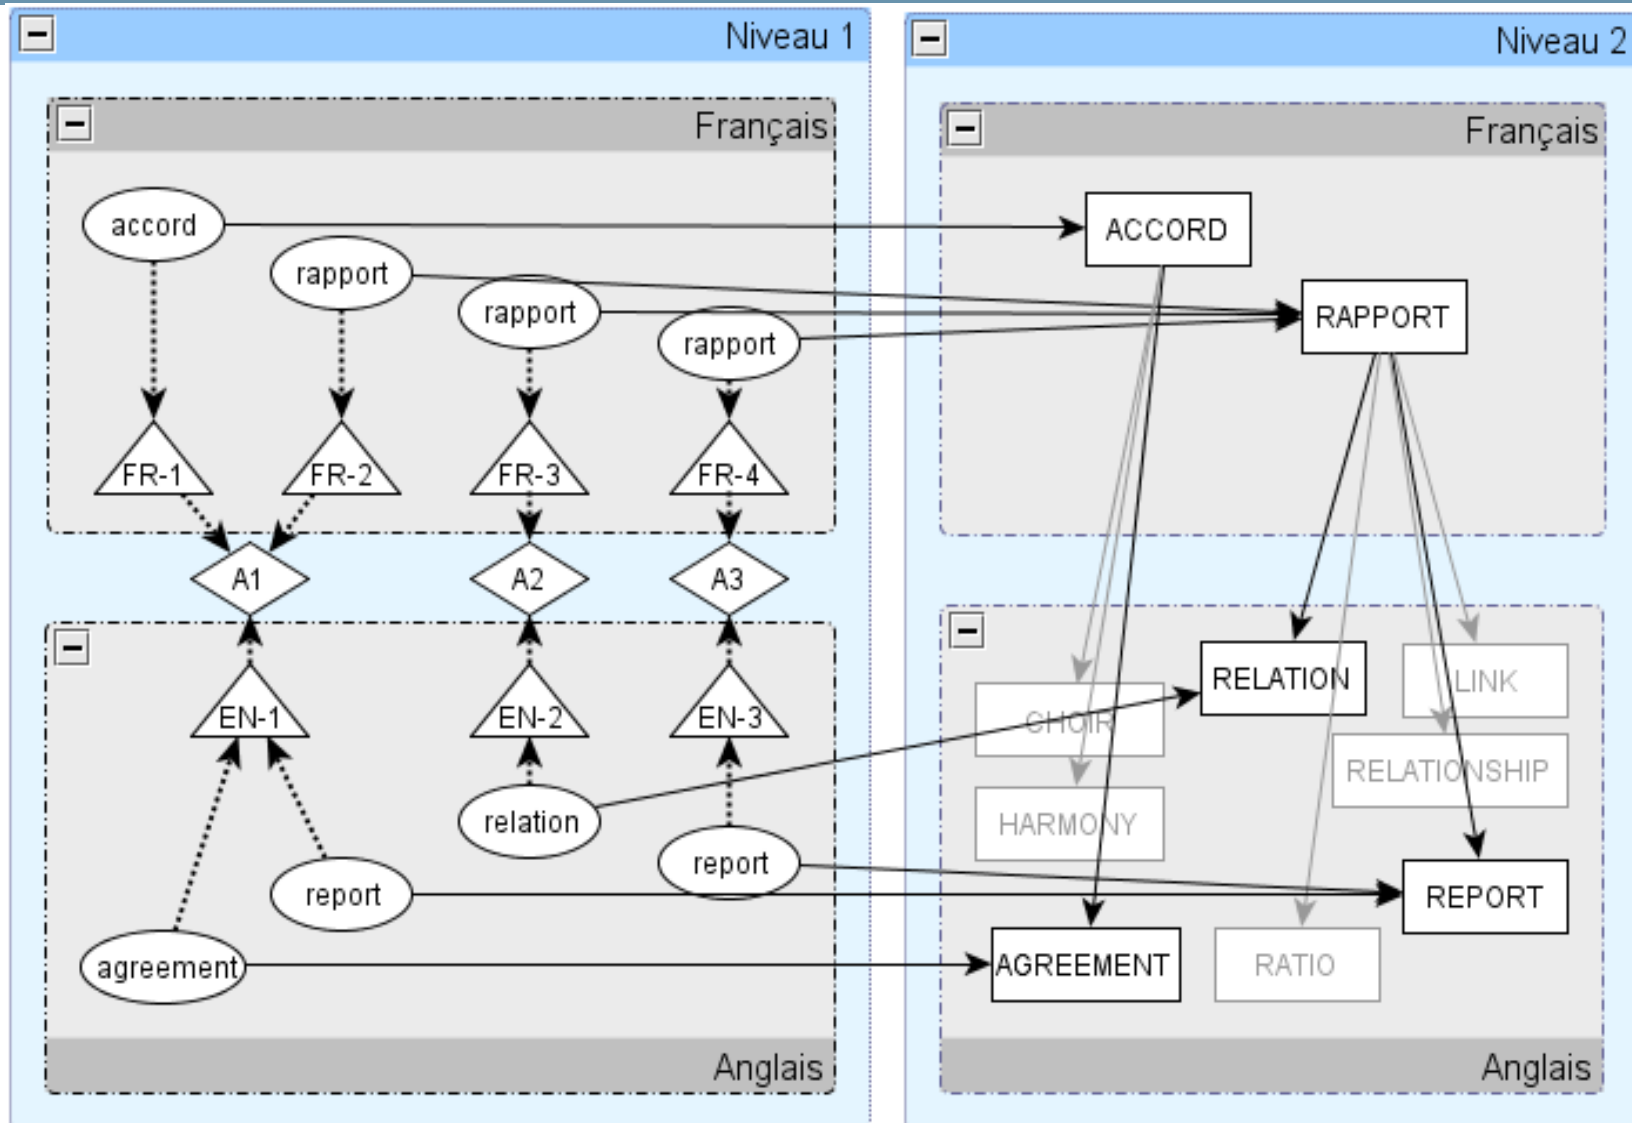 Niveau 1
Français
accord
rapport
rapport
rapport
FR-1
FR-2
FR-3
FR-4
A1
A2
A3
EN-1
EN-2
EN-3
relation
report
report
agreement
Anglais
Niveau 2
Français
ACCORD
RAPPORT
RELATION
LINK
CHOIR
RELATIONSHIP
HARMONY
REPORT
AGREEMENT
RATIO
Anglais